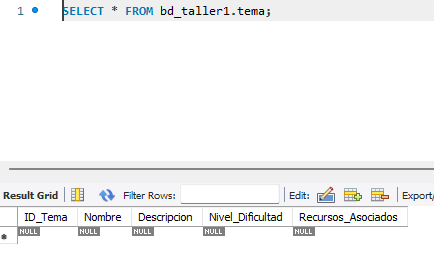 1 SELECT * FROM bd_taller1.tema;
Result Grid Filter Rows: Edit: Export/
ID_Tema Nombre Descripcion Nivel_Dificultad Recursos_Asociados
* NULL NULL NULL NULL NULL